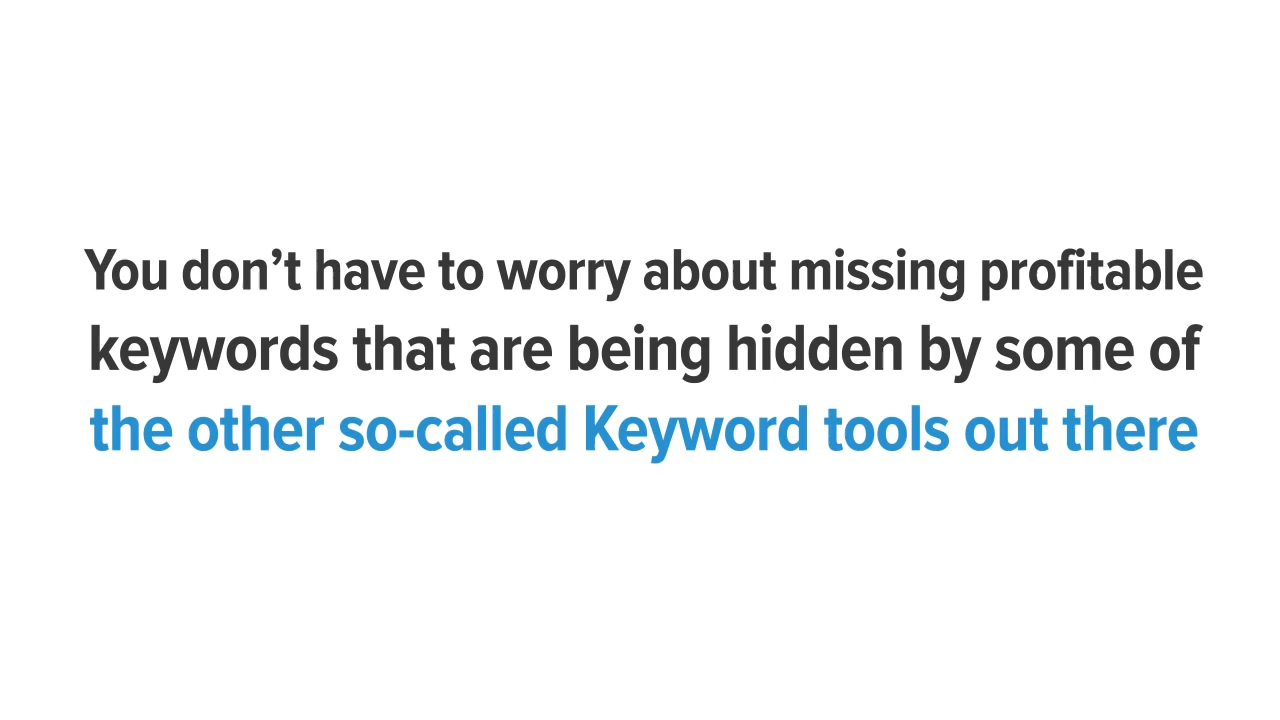 You don’t have to worry about missing profitable
keywords that are being hidden by some of
the other so-called Keyword tools out there